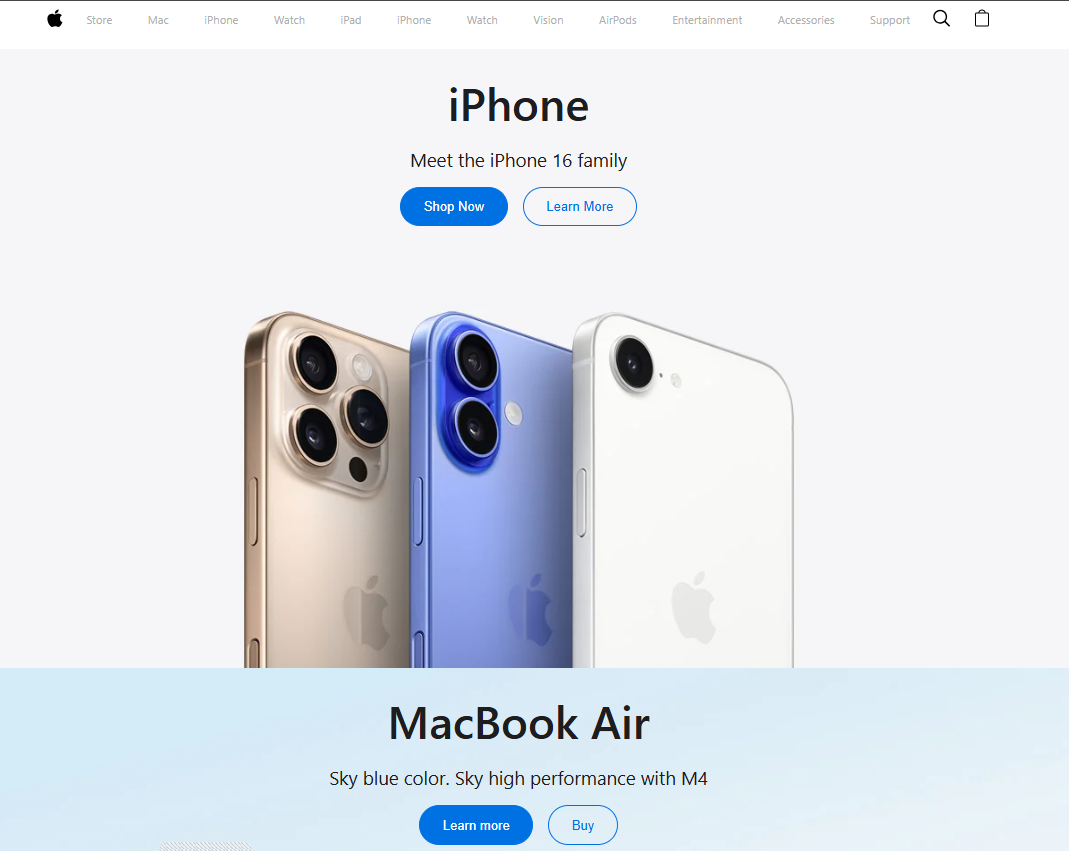 Store Mac iPhone Watch iPad iPhone Watch Vision AirPods Entertainment Accessories Support
iPhone
Meet the iPhone 16 family
Shop Now Learn More
MacBook Air
Sky blue color. Sky high performance with M4
Learn more Buy